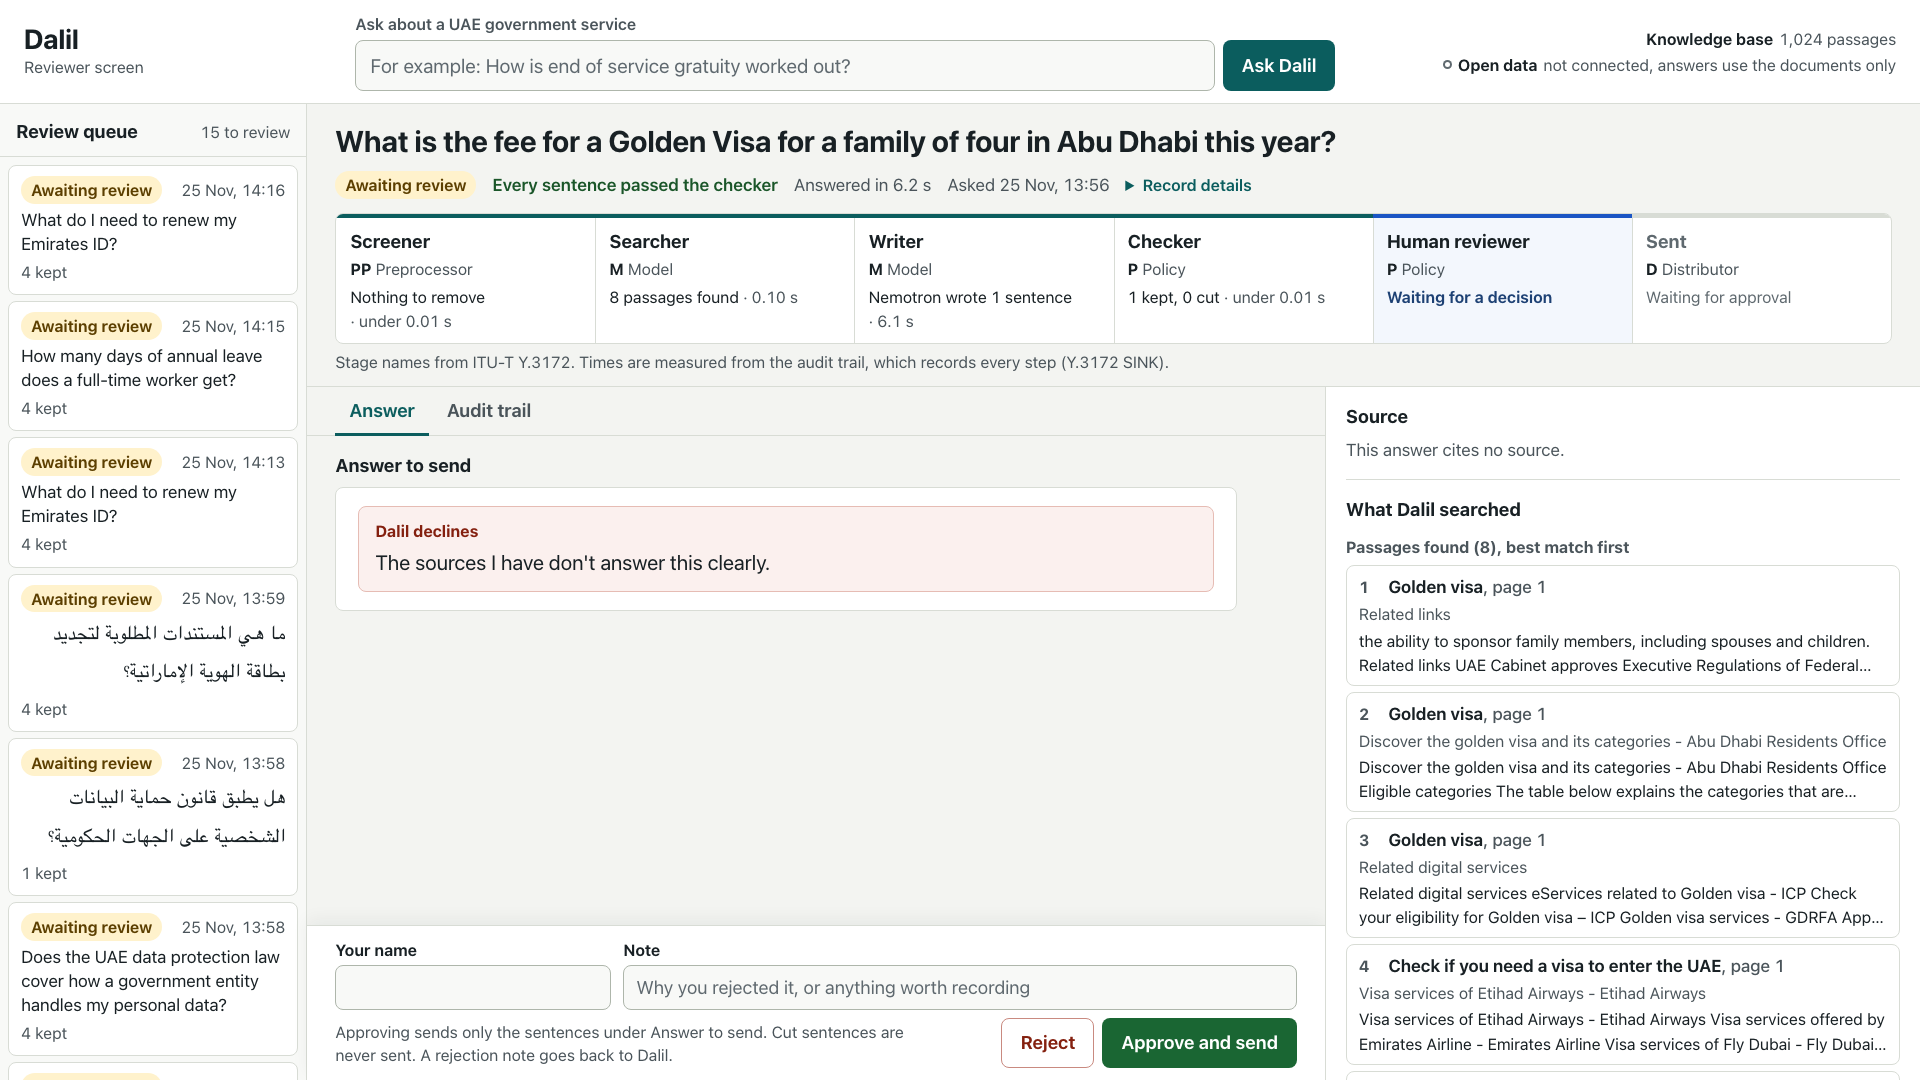 Dalil
Reviewer screen
Ask about a UAE government service
For example: How is end of service gratuity worked out?
Ask Dalil
Knowledge base 1,024 passages
Open data not connected, answers use the documents only
Review queue
15 to review
Awaiting review 25 Nov, 14:16
What do I need to renew my
Emirates ID?
4 kept
Awaiting review 25 Nov, 14:15
How many days of annual leave
does a full-time worker get?
4 kept
Awaiting review 25 Nov, 14:13
What do I need to renew my
Emirates ID?
4 kept
Awaiting review 25 Nov, 13:59
ما هي المستندات المطلوبة لتجديد
بطاقة الهوية الإماراتية؟
4 kept
Awaiting review 25 Nov, 13:58
هل يطبق قانون حماية البيانات
الشخصية على الجهات الحكومية؟
1 kept
Awaiting review 25 Nov, 13:58
Does the UAE data protection law
cover how a government entity
handles my personal data?
4 kept
What is the fee for a Golden Visa for a family of four in Abu Dhabi this year?
Awaiting review Every sentence passed the checker Answered in 6.2 s Asked 25 Nov, 13:56 ▶ Record details
Screener
PP Preprocessor
Nothing to remove
· under 0.01 s
Searcher
M Model
8 passages found · 0.10 s
Writer
M Model
Nemotron wrote 1 sentence
· 6.1 s
Checker
P Policy
1 kept, 0 cut · under 0.01 s
Human reviewer
P Policy
Waiting for a decision
Sent
D Distributor
Waiting for approval
Stage names from ITU-T Y.3172. Times are measured from the audit trail, which records every step (Y.3172 SINK).
Answer
Audit trail
Answer to send
Dalil declines
The sources I have don't answer this clearly.
Your name
Note
Why you rejected it, or anything worth recording
Approving sends only the sentences under Answer to send. Cut sentences are
never sent. A rejection note goes back to Dalil.
Reject
Approve and send
Source
This answer cites no source.
What Dalil searched
Passages found (8), best match first
1 Golden visa, page 1
Related links
the ability to sponsor family members, including spouses and children.
Related links UAE Cabinet approves Executive Regulations of Federal...
2 Golden visa, page 1
Discover the golden visa and its categories - Abu Dhabi Residents Office
Discover the golden visa and its categories - Abu Dhabi Residents Office
Eligible categories The table below explains the categories that are...
3 Golden visa, page 1
Related digital services
Related digital services eServices related to Golden visa - ICP Check
your eligibility for Golden visa – ICP Golden visa services - GDRFA App...
4 Check if you need a visa to enter the UAE, page 1
Visa services of Etihad Airways - Etihad Airways
Visa services of Etihad Airways - Etihad Airways Visa services offered by
Emirates Airline - Emirates Airline Visa services of Fly Dubai - Fly Dubai...